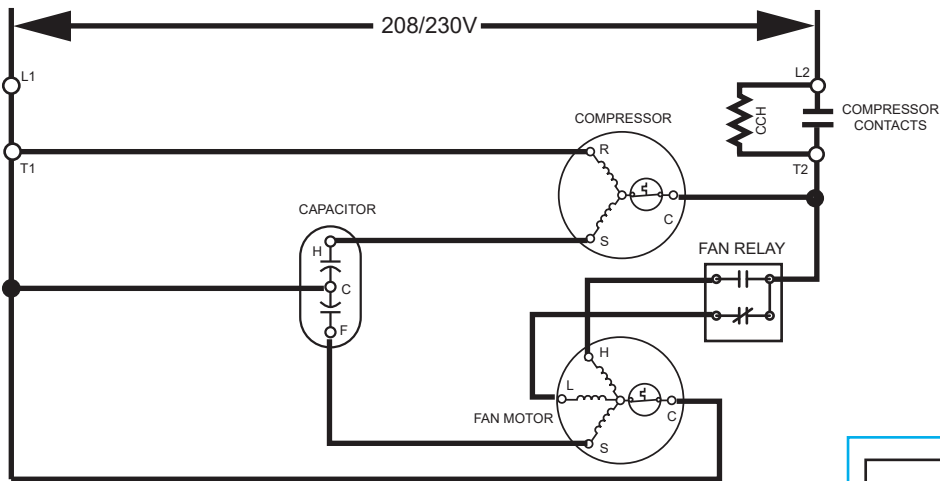 208/230V
L1
L2
CCH
COMPRESSOR
CONTACTS
COMPRESSOR
R
T1
T2
C
CAPACITOR
S
H
FAN RELAY
C
F
H
L
FAN MOTOR
C
S